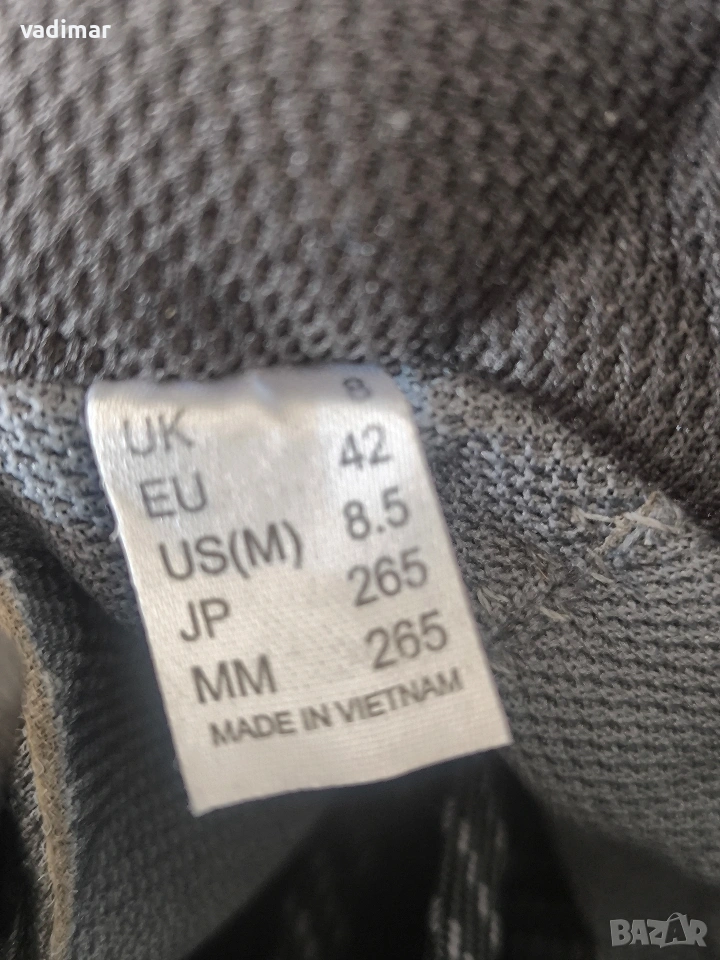 vadimar
UK 8
EU 42
US(M) 8.5
JP 265
MM 265
MADE IN VIETNAM
BAZAR